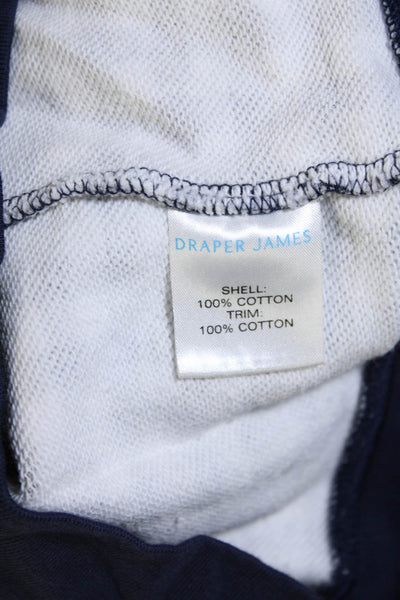 DRAPER JAMES
SHELL:
100% COTTON
TRIM:
100% COTTON